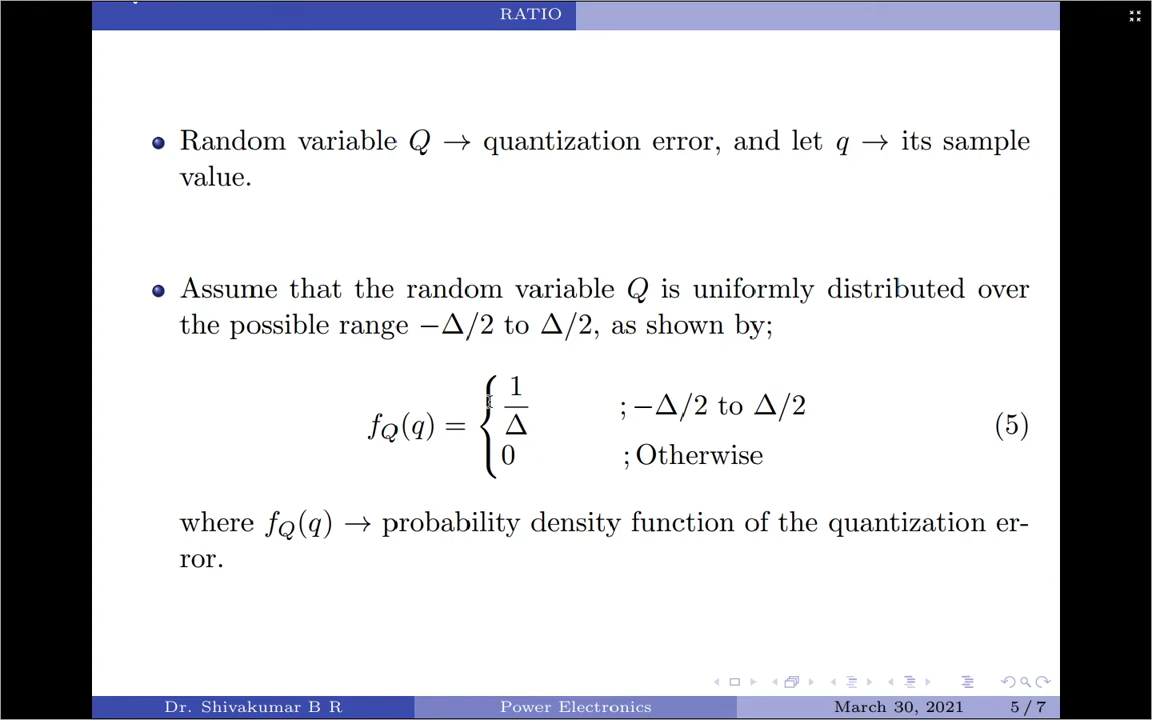 RATIO
Random variable Q → quantization error, and let q → its sample
value.
Assume that the random variable Q is uniformly distributed over
the possible range −Δ/2 to Δ/2, as shown by;
1
; −Δ/2 to Δ/2
f_Q(q) = {
(5)
Δ
0 ; Otherwise
where f_Q(q) → probability density function of the quantization er-
ror.
Dr. Shivakumar B R Power Electronics March 30, 2021 5 / 7